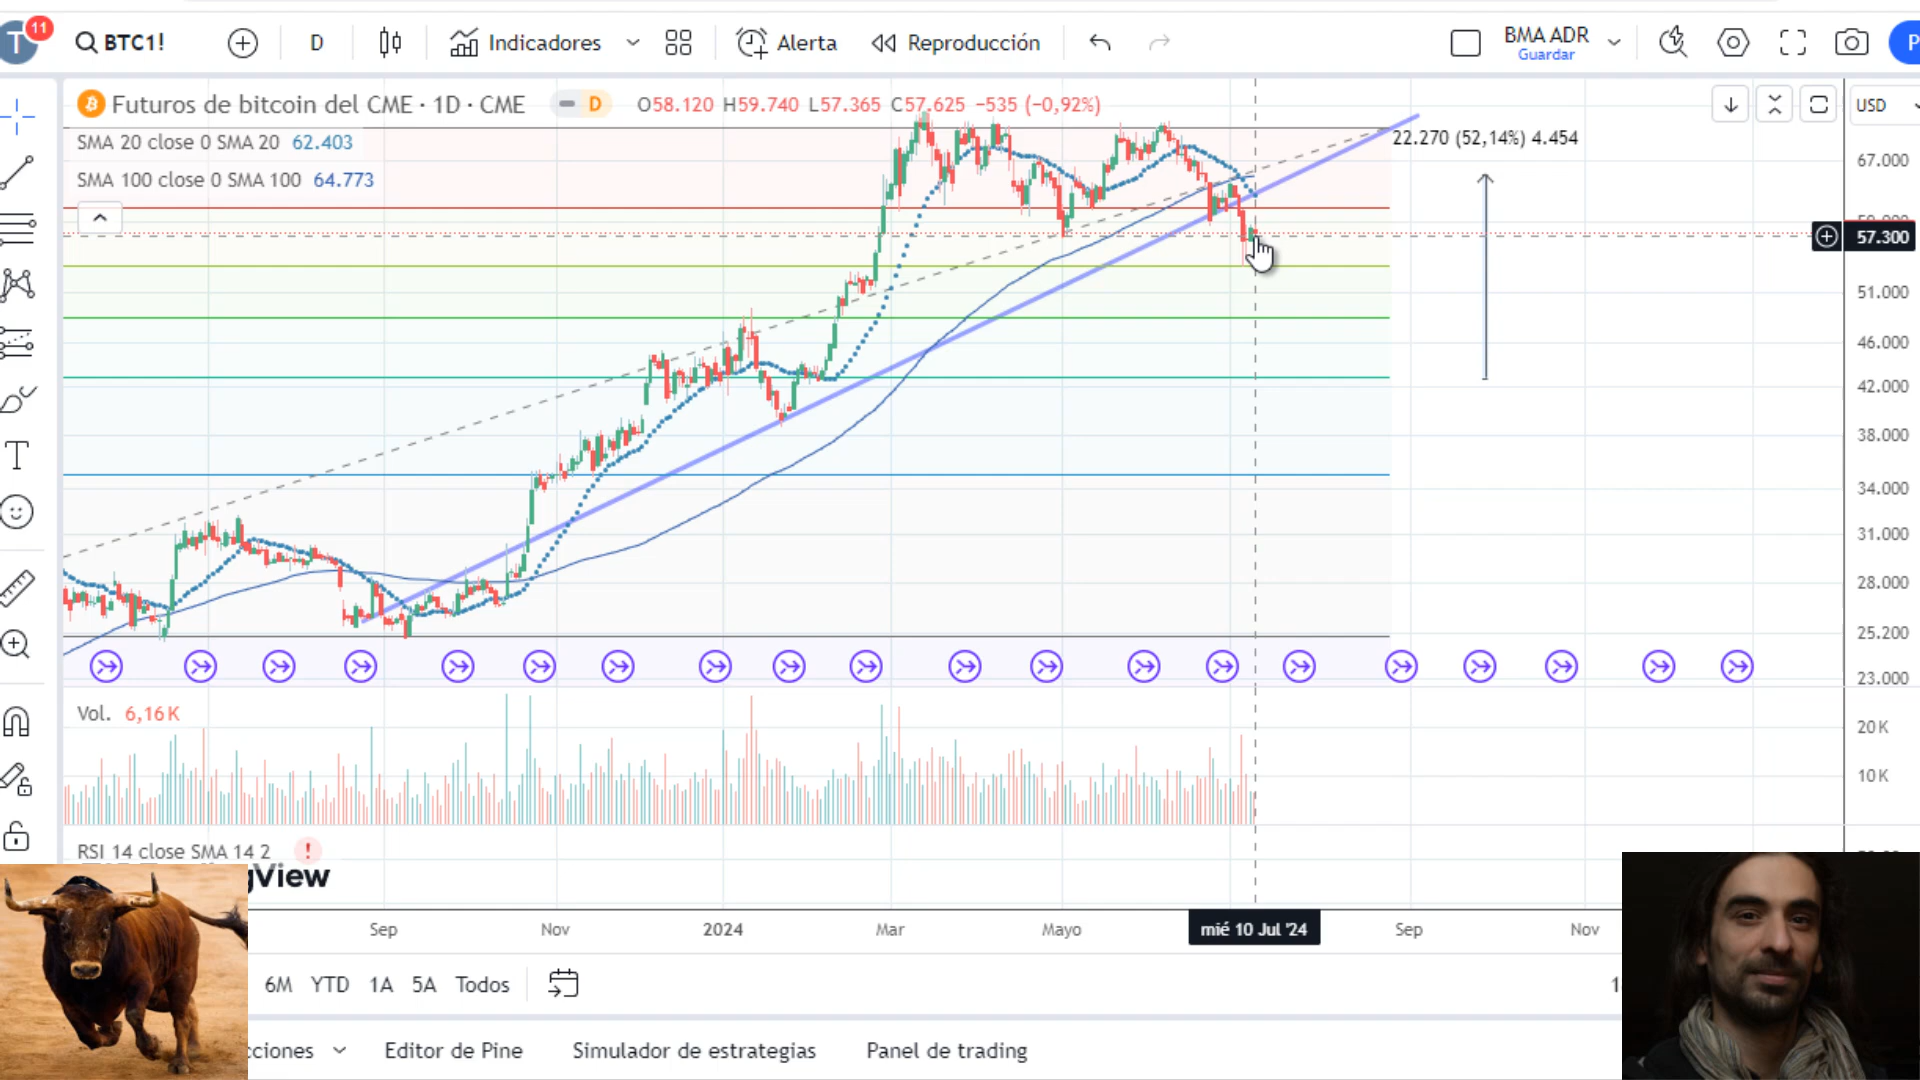 T 11 BTC1! D Indicadores Alerta Reproducción BMA ADR
Guardar
P
Futuros de bitcoin del CME · 1D · CME D O58.120 H59.740 L57.365 C57.625 −535 (−0,92%) USD
SMA 20 close 0 SMA 20 62.403
SMA 100 close 0 SMA 100 64.773
22.270 (52,14%) 4.454
67.000
57.300
51.000
46.000
42.000
38.000
34.000
31.000
28.000
25.200
23.000
Vol. 6,16 K
20 K
10 K
RSI 14 close SMA 14 2 !
View
Sep Nov 2024 Mar Mayo mié 10 Jul '24 Sep Nov
6M YTD 1A 5A Todos 1
cciones Editor de Pine Simulador de estrategias Panel de trading